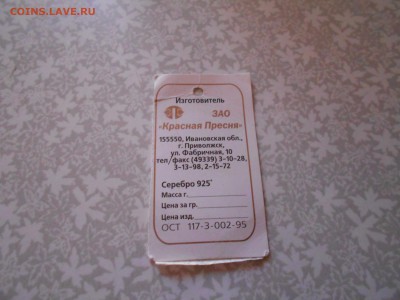 COINS.LAVE.RU
Изготовитель
ЗАО
«Красная Пресня»
155550, Ивановская обл.,
г. Приволжск,
ул. Фабричная, 10
тел/факс (49339) 3-10-28,
3-13-98, 2-15-72
Серебро 925°
Масса г.
Цена за гр.
Цена изд.
ОСТ 117-3-002-95